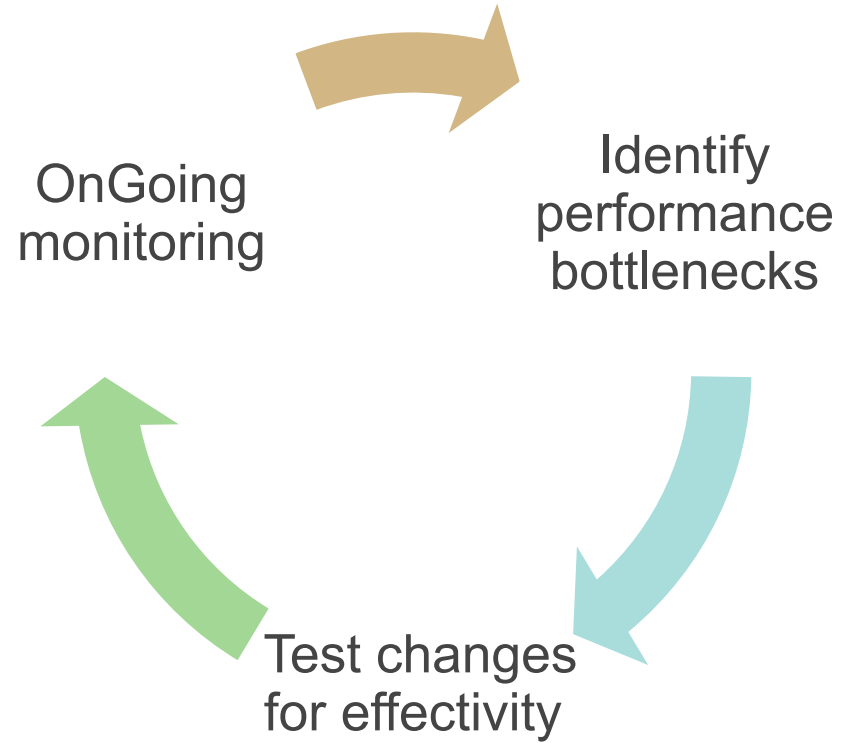 OnGoing
monitoring
Identify
performance
bottlenecks
Test changes
for effectivity